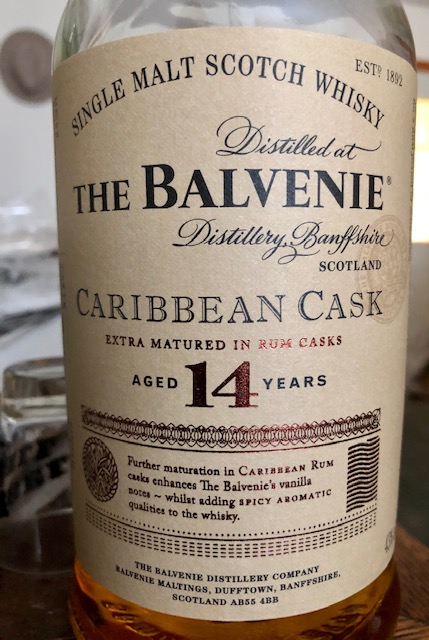 ESTD 1892
SINGLE MALT SCOTCH WHISKY
Distilled at
THE BALVENIE®
Distillery, Banffshire
SCOTLAND
CARIBBEAN CASK
EXTRA MATURED IN RUM CASKS
AGED 14 YEARS
Further maturation in CARIBBEAN RUM
casks enhances The Balvenie's vanilla
notes ~ whilst adding SPICY AROMATIC
qualities to the whisky.
THE BALVENIE DISTILLERY COMPANY
BALVENIE MALTINGS, DUFFTOWN, BANFFSHIRE,
SCOTLAND AB55 4BB